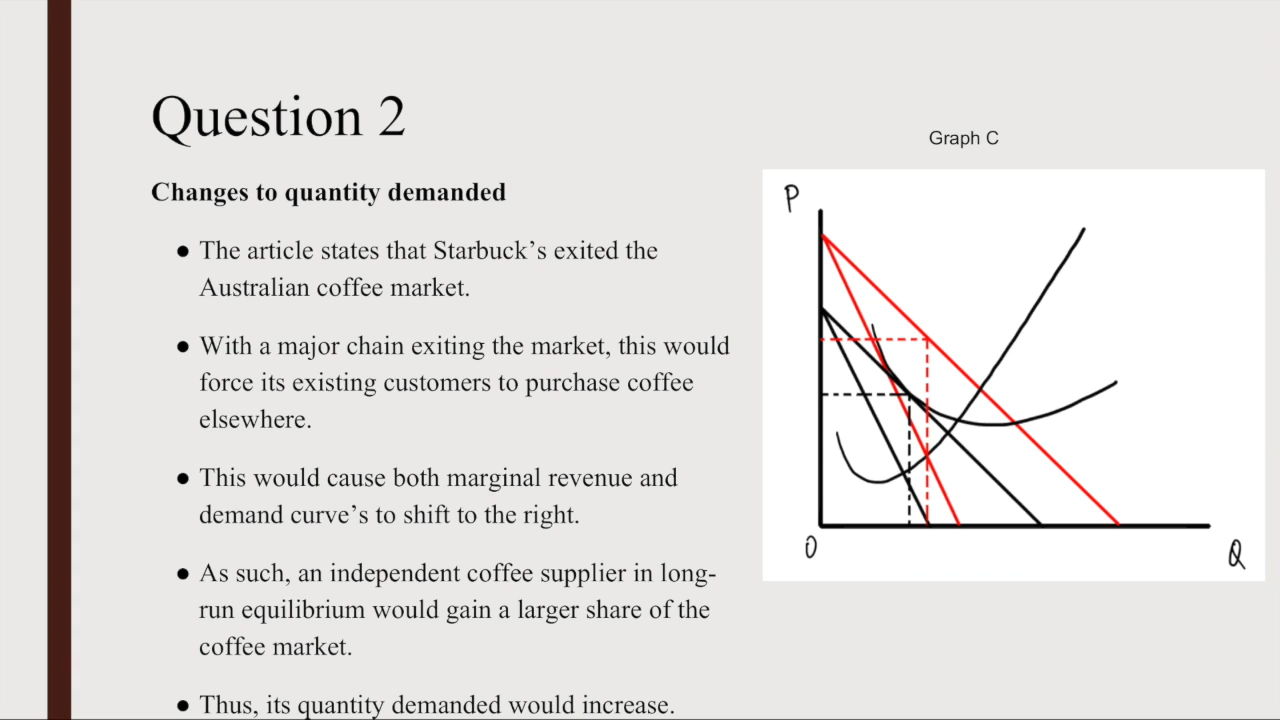 Question 2
Changes to quantity demanded
● The article states that Starbuck’s exited the
Australian coffee market.
● With a major chain exiting the market, this would
force its existing customers to purchase coffee
elsewhere.
● This would cause both marginal revenue and
demand curve’s to shift to the right.
● As such, an independent coffee supplier in long-
run equilibrium would gain a larger share of the
coffee market.
● Thus, its quantity demanded would increase.
Graph C
P
0
Q